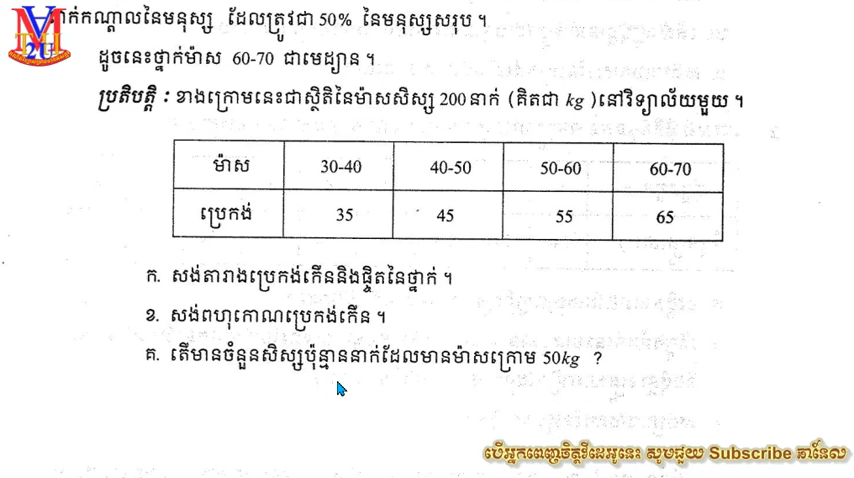 VM
THI
2U
ាក់កណ្តាលនៃមនុស្ស ដែលត្រូវជា 50% នៃមនុស្សសរុប ។
ដូចនេះថ្នាក់ម៉ាស 60-70 ជាមេដ្យាន ។
ប្រតិបត្តិ : ខាងក្រោមនេះជាស្ថិតិនៃម៉ាសសិស្ស 200 នាក់ (គិតជា kg ) នៅវិទ្យាល័យមួយ ។
ម៉ាស 30-40 40-50 50-60 60-70
ប្រេកង់ 35 45 55 65
ក. សង់តារាងប្រេកង់កើននិងផ្ចិតនៃថ្នាក់ ។
ខ. សង់ពហុកោណប្រេកង់កើន ។
គ. តើមានចំនួនសិស្សប៉ុន្មាននាក់ដែលមានម៉ាសក្រោម 50kg ?
បើអ្នកពេញចិត្តវីដេអូនេះ សូមជួយ Subscribe ឆានែល